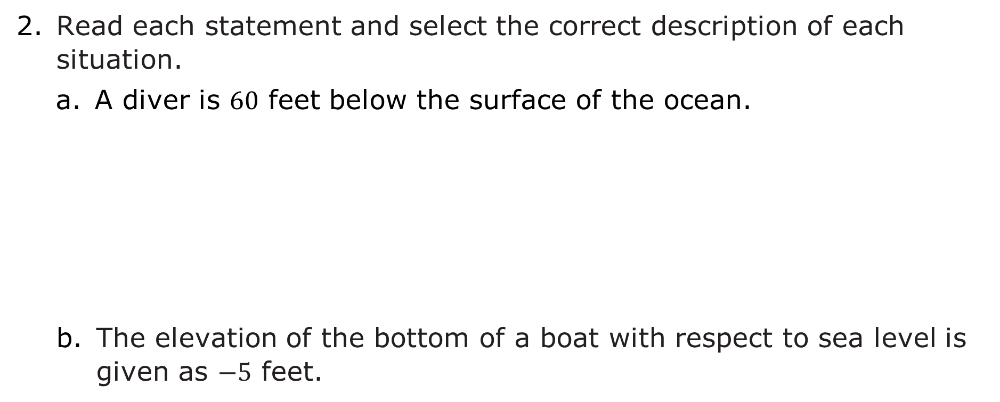 2. Read each statement and select the correct description of each
situation.
a. A diver is 60 feet below the surface of the ocean.
b. The elevation of the bottom of a boat with respect to sea level is
given as −5 feet.